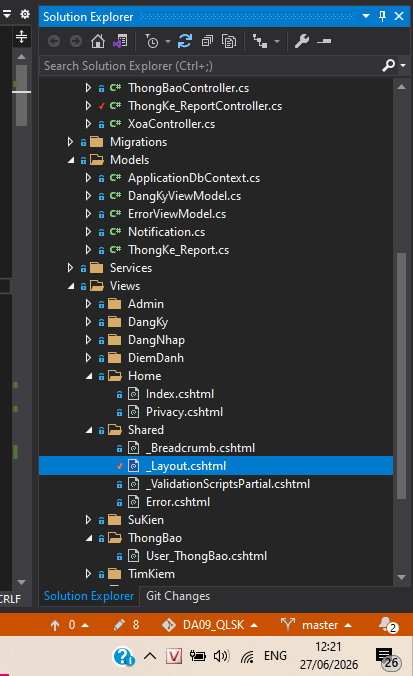 Solution Explorer
Search Solution Explorer (Ctrl+;)
C# ThongBaoController.cs
C# ThongKe_ReportController.cs
C# XoaController.cs
Migrations
Models
C# ApplicationDbContext.cs
C# DangKyViewModel.cs
C# ErrorViewModel.cs
C# Notification.cs
C# ThongKe_Report.cs
Services
Views
Admin
DangKy
DangNhap
DiemDanh
Home
Index.cshtml
Privacy.cshtml
Shared
_Breadcrumb.cshtml
_Layout.cshtml
_ValidationScriptsPartial.cshtml
Error.cshtml
SuKien
ThongBao
User_ThongBao.cshtml
TimKiem
CRLF
Solution Explorer Git Changes
0 8 DA09_QLSK master 2
V ENG 12:21 26
27/06/2026